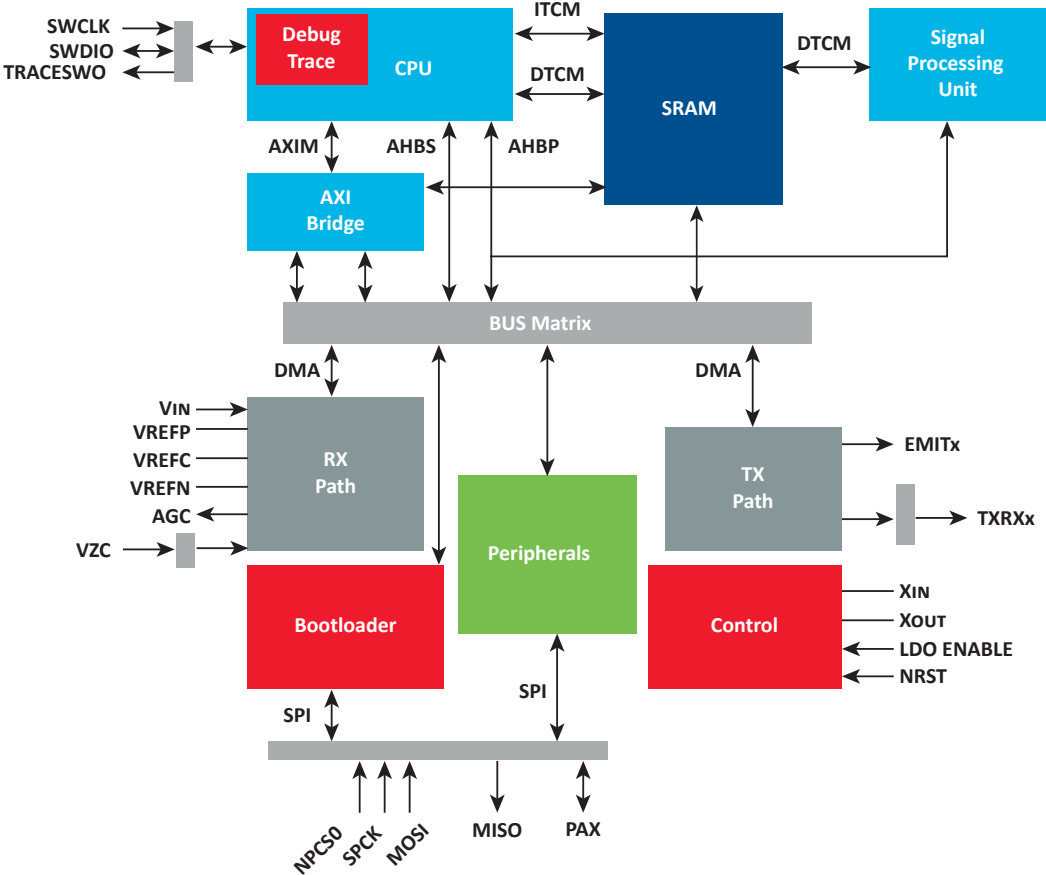 SWCLK
SWDIO
TRACESWO
Debug
Trace
CPU
ITCM
DTCM
SRAM
DTCM
Signal
Processing
Unit
AXIM
AHBS
AHBP
AXI
Bridge
BUS Matrix
DMA
DMA
VIN
VREFP
VREFC
VREFN
AGC
VZC
RX
Path
TX
Path
EMITx
TXRXx
Peripherals
Bootloader
Control
XIN
XOUT
LDO ENABLE
NRST
SPI
SPI
NPCS0
SPCK
MOSI
MISO
PAX